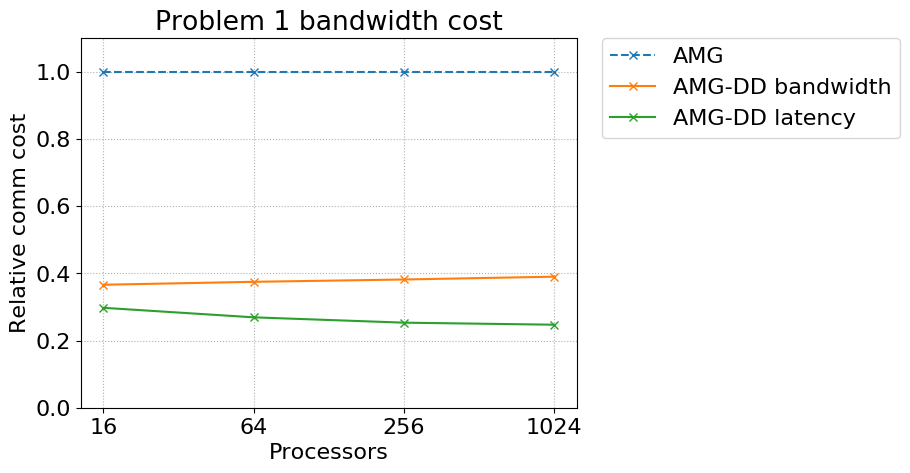 Problem 1 bandwidth cost
AMG
AMG-DD bandwidth
AMG-DD latency
Relative comm cost
1.0
0.8
0.6
0.4
0.2
0.0
16 64 256 1024
Processors